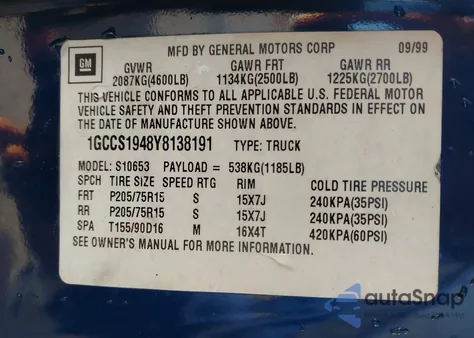 GM
MFD BY GENERAL MOTORS CORP 09/99
GVWR GAWR FRT GAWR RR
2087KG(4600LB) 1134KG(2500LB) 1225KG(2700LB)
THIS VEHICLE CONFORMS TO ALL APPLICABLE U.S. FEDERAL MOTOR
VEHICLE SAFETY AND THEFT PREVENTION STANDARDS IN EFFECT ON
THE DATE OF MANUFACTURE SHOWN ABOVE.
1GCCS1948Y8138191 TYPE: TRUCK
MODEL: S10653 PAYLOAD = 538KG(1185LB)
SPCH TIRE SIZE SPEED RTG RIM COLD TIRE PRESSURE
FRT P205/75R15 S 15X7J 240KPA(35PSI)
RR P205/75R15 S 15X7J 240KPA(35PSI)
SPA T155/90D16 M 16X4T 420KPA(60PSI)
SEE OWNER'S MANUAL FOR MORE INFORMATION.
autoSnap